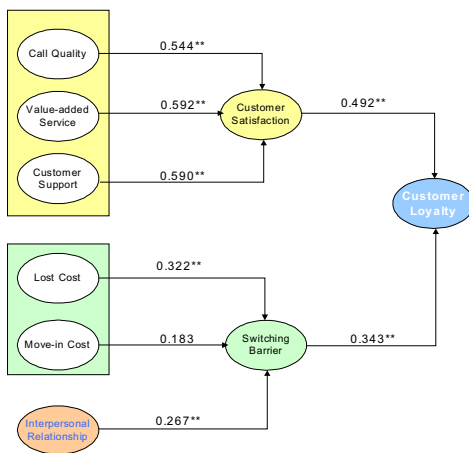 Call Quality
0.544**
Value-added
Service
0.592**
Customer
Satisfaction
0.492**
Customer
Support
0.590**
Customer
Loyalty
Lost Cost
0.322**
Move-in Cost
0.183
Switching
Barrier
0.343**
Interpersonal
Relationship
0.267**